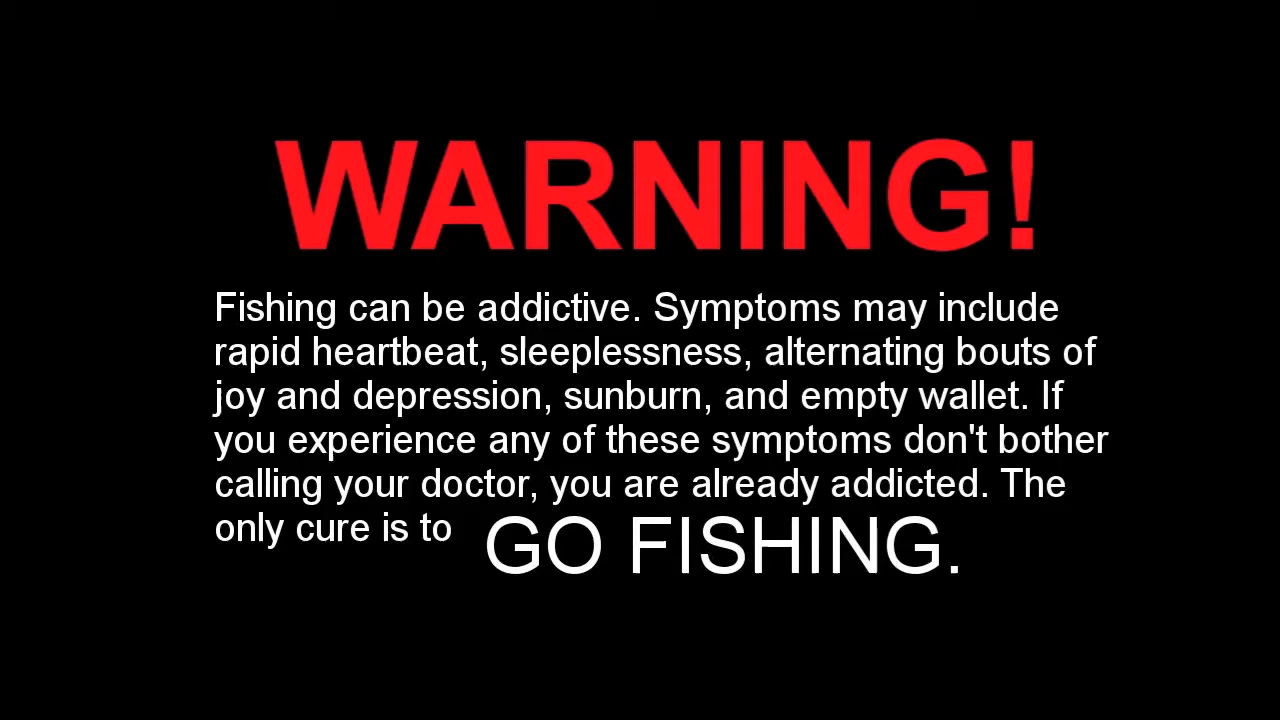 WARNING!
Fishing can be addictive. Symptoms may include
rapid heartbeat, sleeplessness, alternating bouts of
joy and depression, sunburn, and empty wallet. If
you experience any of these symptoms don't bother
calling your doctor, you are already addicted. The
only cure is to GO FISHING.